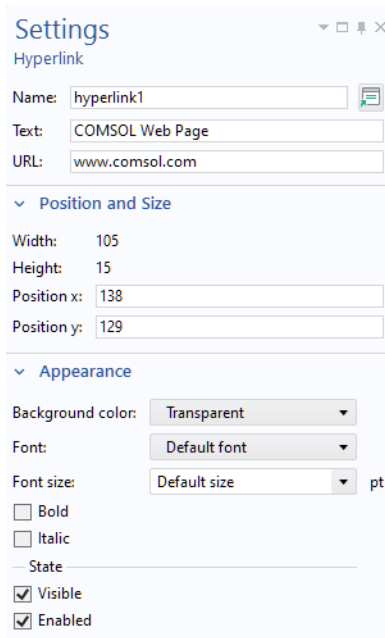 Settings
Hyperlink
Name: hyperlink1
Text: COMSOL Web Page
URL: www.comsol.com
Position and Size
Width: 105
Height: 15
Position x: 138
Position y: 129
Appearance
Background color: Transparent
Font: Default font
Font size: Default size pt
Bold
Italic
State
Visible
Enabled